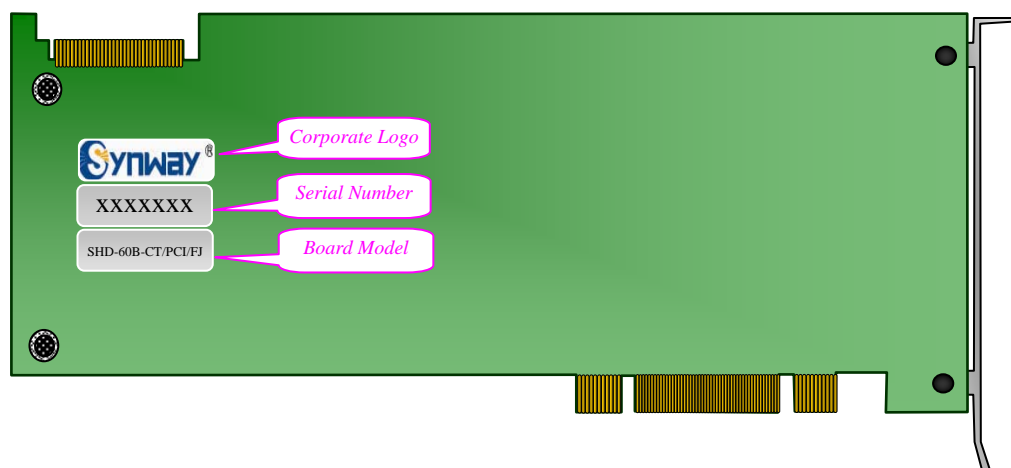 Synway®
Corporate Logo
XXXXXXX
Serial Number
SHD-60B-CT/PCI/FJ
Board Model